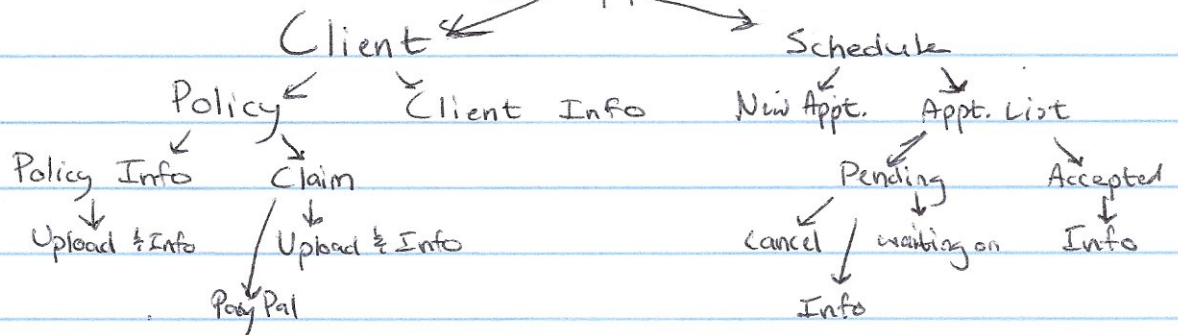 Client Schedule
Policy Client Info New Appt. Appt. List
Policy Info Claim Pending Accepted
Upload & Info Upload & Info Cancel waiting on Info
PayPal Info